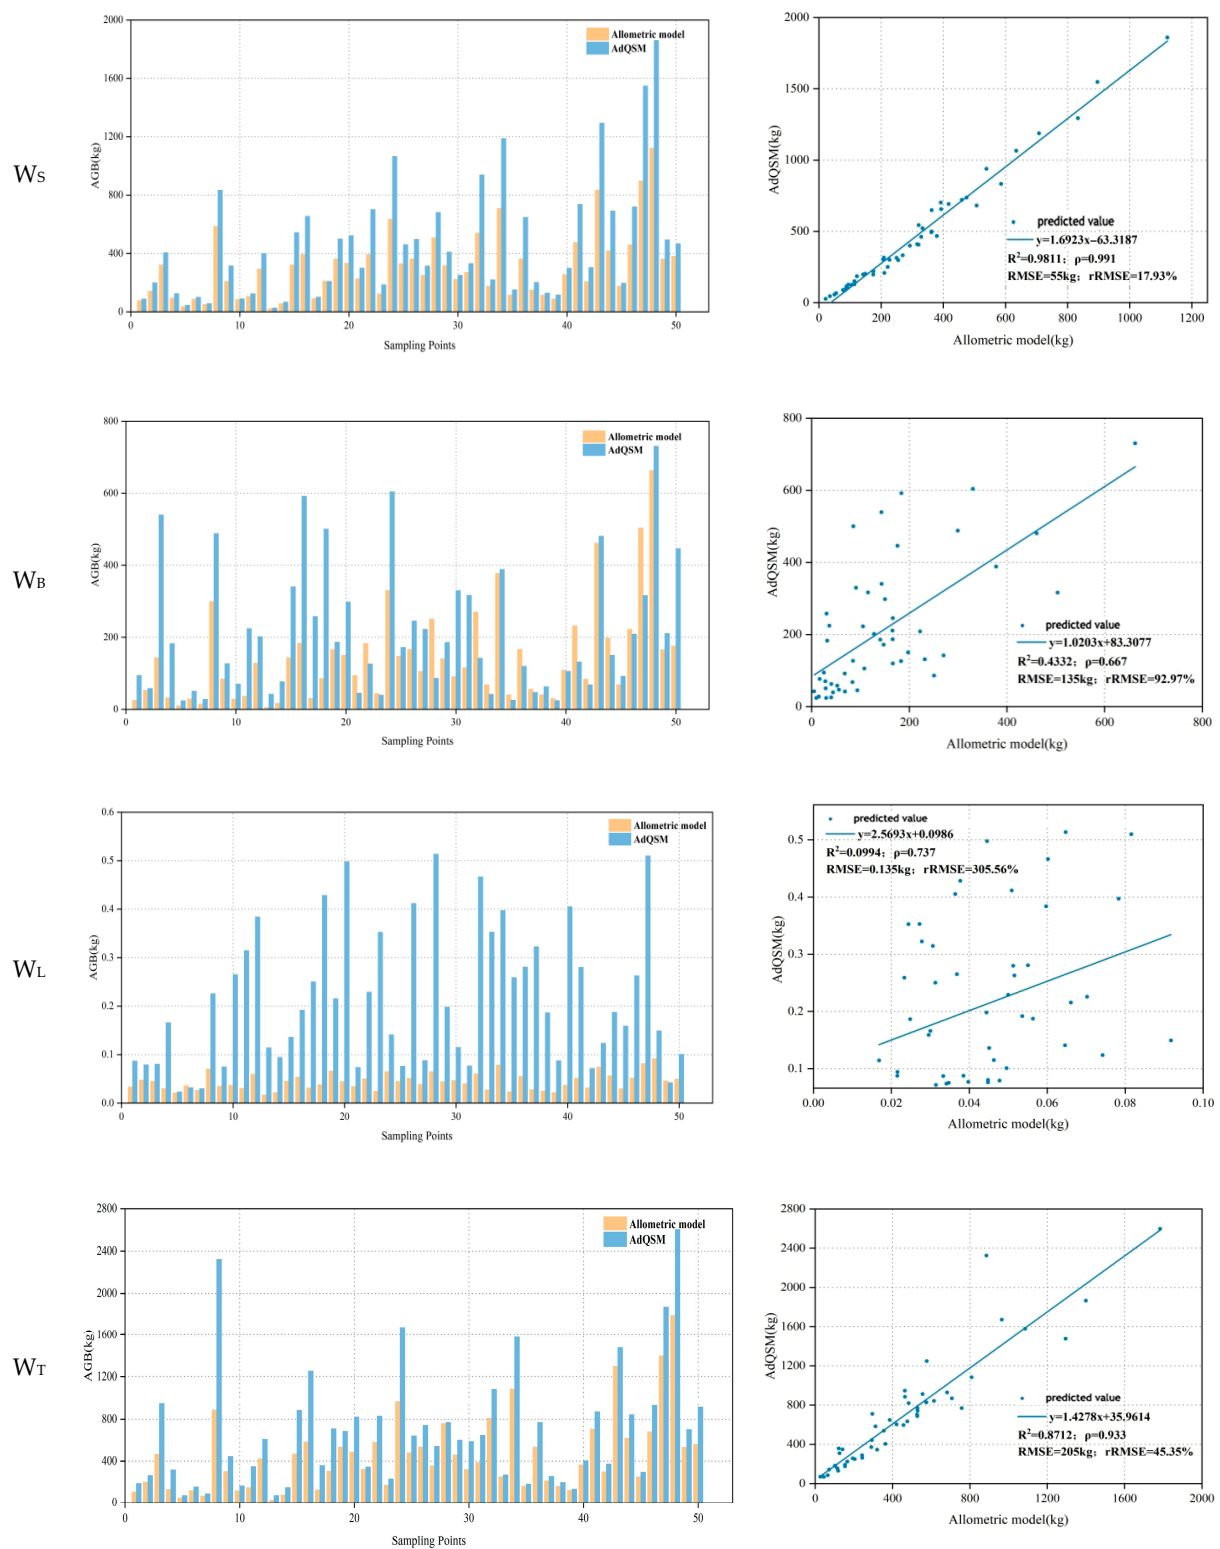 WS
2000
1600
1200
800
400
0
AGB(kg)
Allometric model
AdQSM
0 10 20 30 40 50
Sampling Points
2000
1500
1000
500
0
AdQSM(kg)
predicted value
y=1.6923x−63.3187
R²=0.9811; ρ=0.991
RMSE=55kg; rRMSE=17.93%
0 200 400 600 800 1000 1200
Allometric model(kg)
WB
800
600
400
200
0
AGB(kg)
Allometric model
AdQSM
0 10 20 30 40 50
Sampling Points
800
600
400
200
0
AdQSM(kg)
predicted value
y=1.0203x+83.3077
R²=0.4332; ρ=0.667
RMSE=135kg; rRMSE=92.97%
0 200 400 600 800
Allometric model(kg)
WL
0.6
0.5
0.4
0.3
0.2
0.1
0.0
AGB(kg)
Allometric model
AdQSM
0 10 20 30 40 50
Sampling Points
0.5
0.4
0.3
0.2
0.1
AdQSM(kg)
predicted value
y=2.5693x+0.0986
R²=0.0994; ρ=0.737
RMSE=0.135kg; rRMSE=305.56%
0.00 0.02 0.04 0.06 0.08 0.10
Allometric model(kg)
WT
2800
2400
2000
1600
1200
800
400
0
AGB(kg)
Allometric model
AdQSM
0 10 20 30 40 50
Sampling Points
2800
2400
2000
1600
1200
800
400
0
AdQSM(kg)
predicted value
y=1.4278x+35.9614
R²=0.8712; ρ=0.933
RMSE=205kg; rRMSE=45.35%
0 400 800 1200 1600 2000
Allometric model(kg)